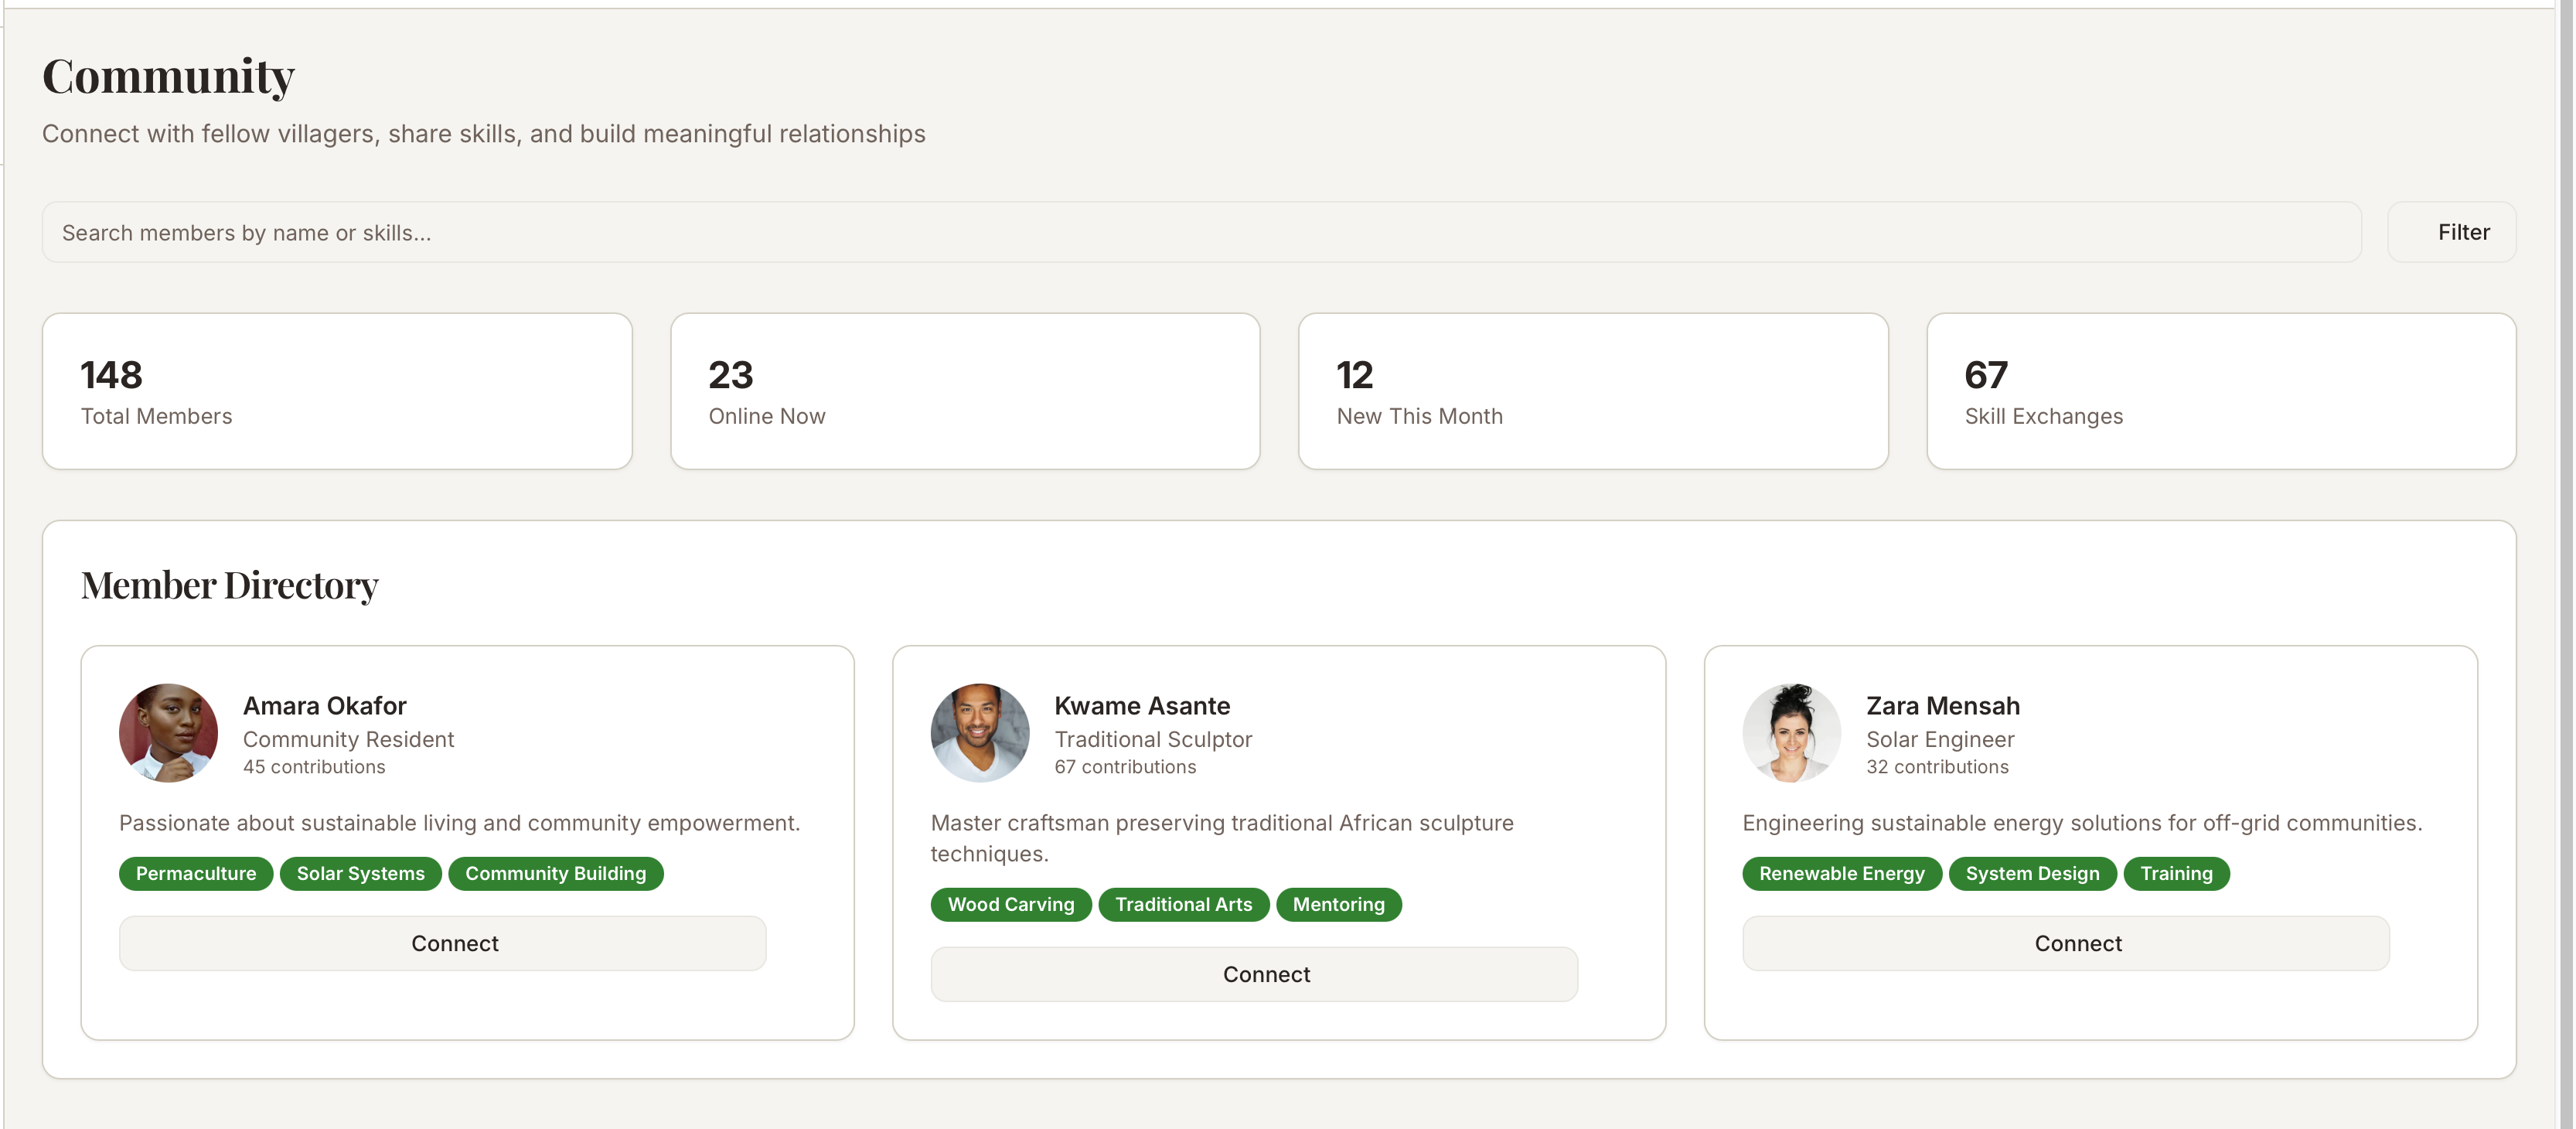 Community
Connect with fellow villagers, share skills, and build meaningful relationships
Search members by name or skills...
Filter
148
Total Members
23
Online Now
12
New This Month
67
Skill Exchanges
Member Directory
Amara Okafor
Community Resident
45 contributions
Passionate about sustainable living and community empowerment.
Permaculture
Solar Systems
Community Building
Connect
Kwame Asante
Traditional Sculptor
67 contributions
Master craftsman preserving traditional African sculpture
techniques.
Wood Carving
Traditional Arts
Mentoring
Connect
Zara Mensah
Solar Engineer
32 contributions
Engineering sustainable energy solutions for off-grid communities.
Renewable Energy
System Design
Training
Connect